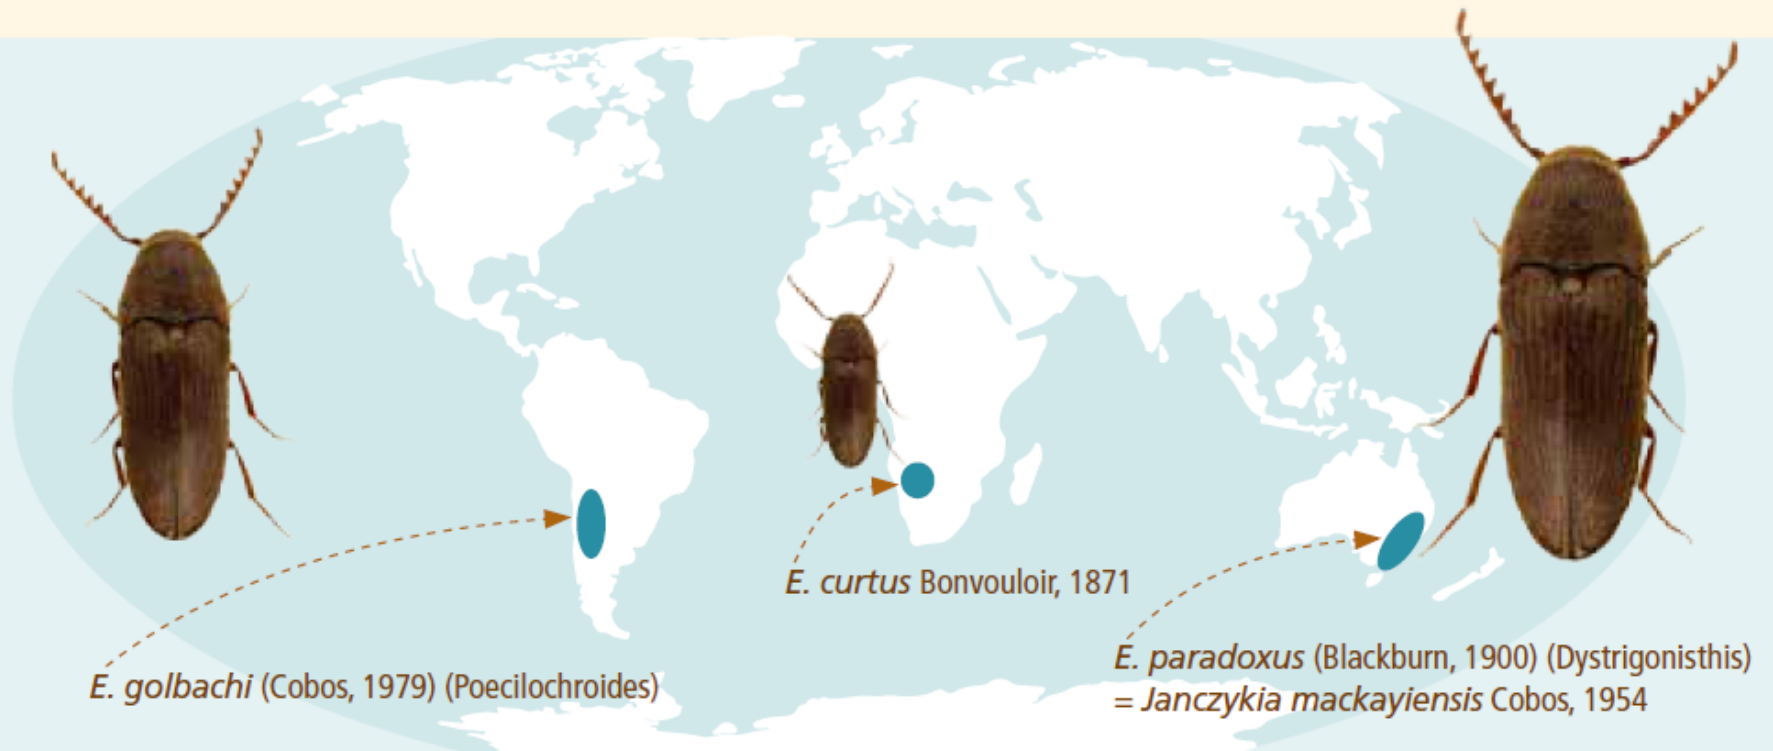 E. curtus Bonvouloir, 1871
E. golbachi (Cobos, 1979) (Poecilochroides)
E. paradoxus (Blackburn, 1900) (Dystrigonisthis)
= Janczykia mackayiensis Cobos, 1954